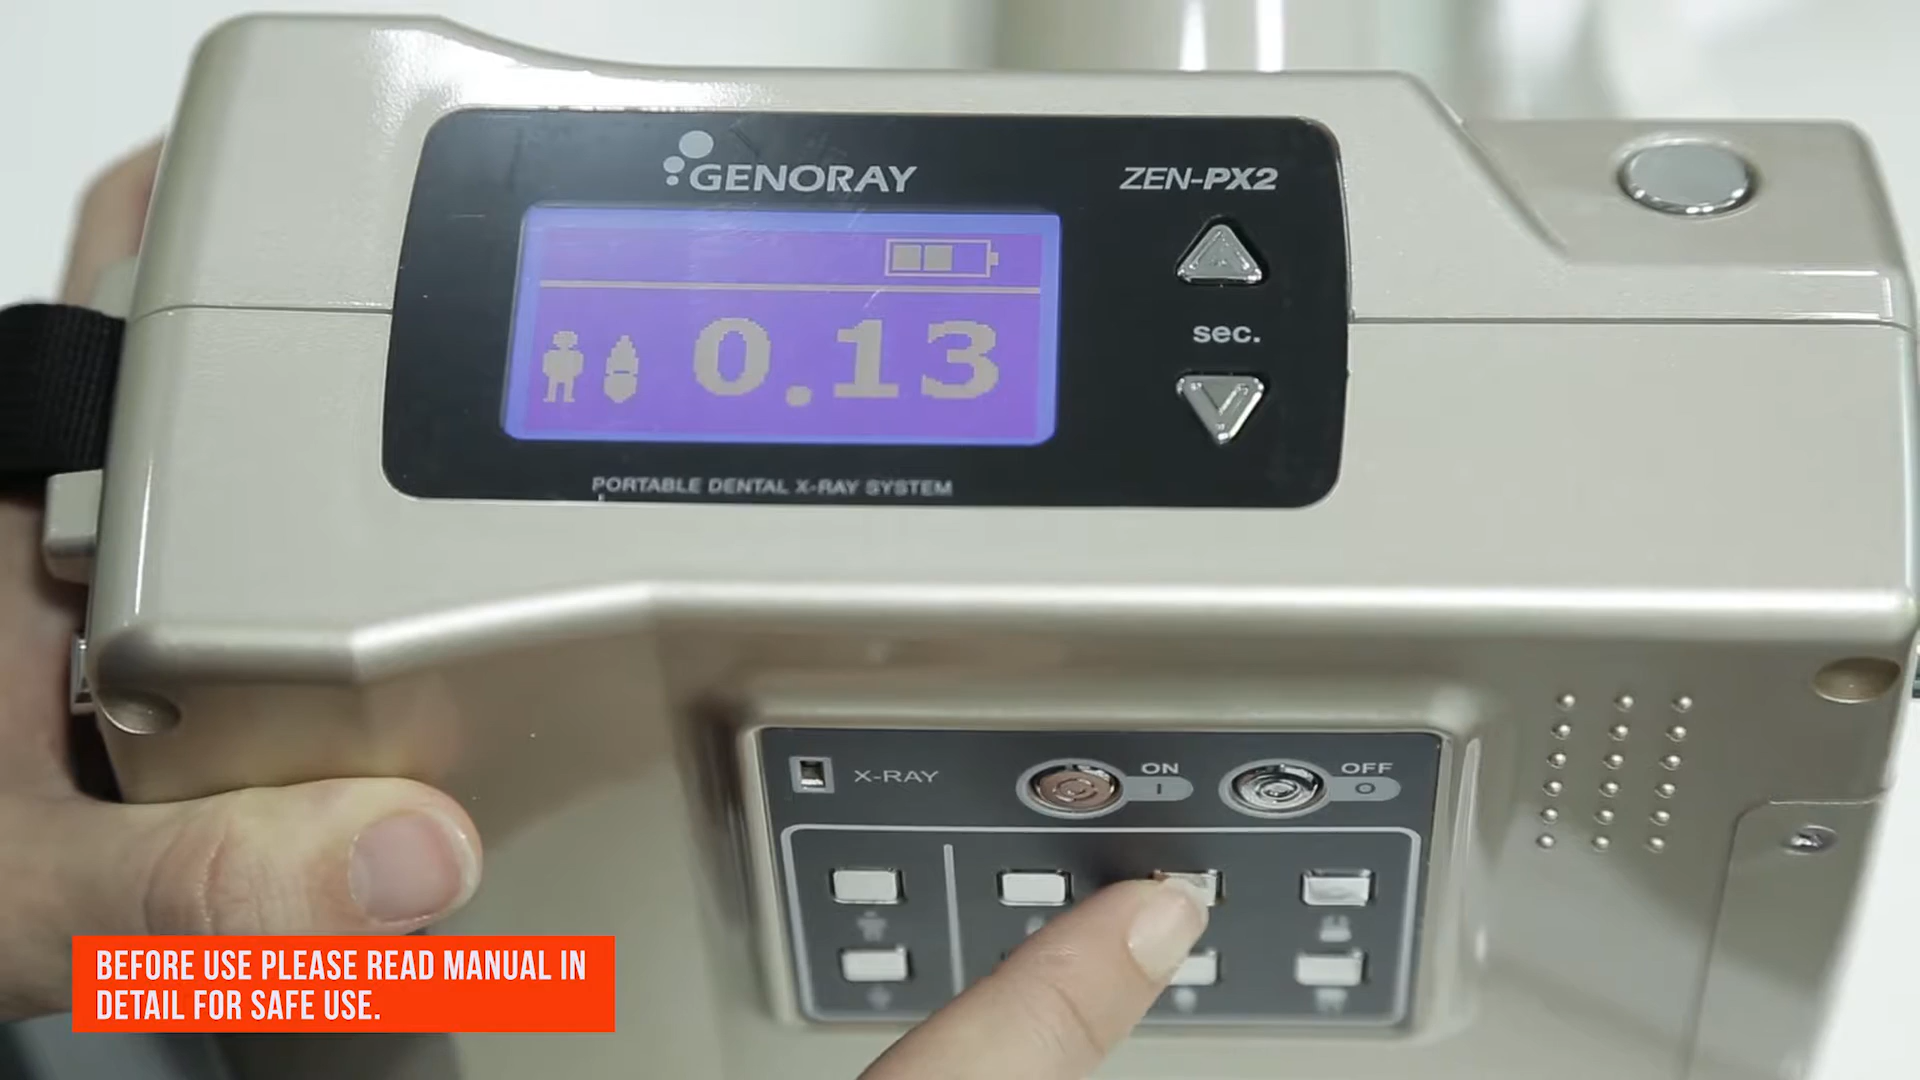 GENORAY
ZEN-PX2
0.13
sec.
PORTABLE DENTAL X-RAY SYSTEM
X-RAY
ON
I
OFF
O
BEFORE USE PLEASE READ MANUAL IN
DETAIL FOR SAFE USE.